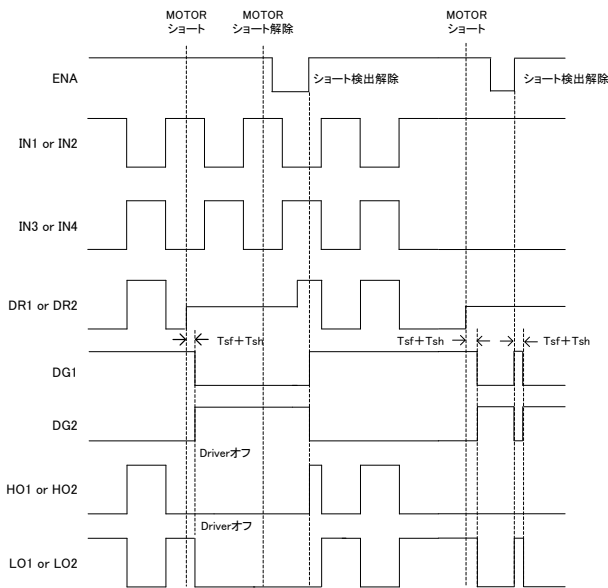 MOTOR
ショート
MOTOR
ショート解除
MOTOR
ショート
ENA
ショート検出解除
ショート検出解除
IN1 or IN2
IN3 or IN4
DR1 or DR2
Tsf+Tsh
Tsf+Tsh
Tsf+Tsh
DG1
DG2
Driverオフ
HO1 or HO2
Driverオフ
LO1 or LO2